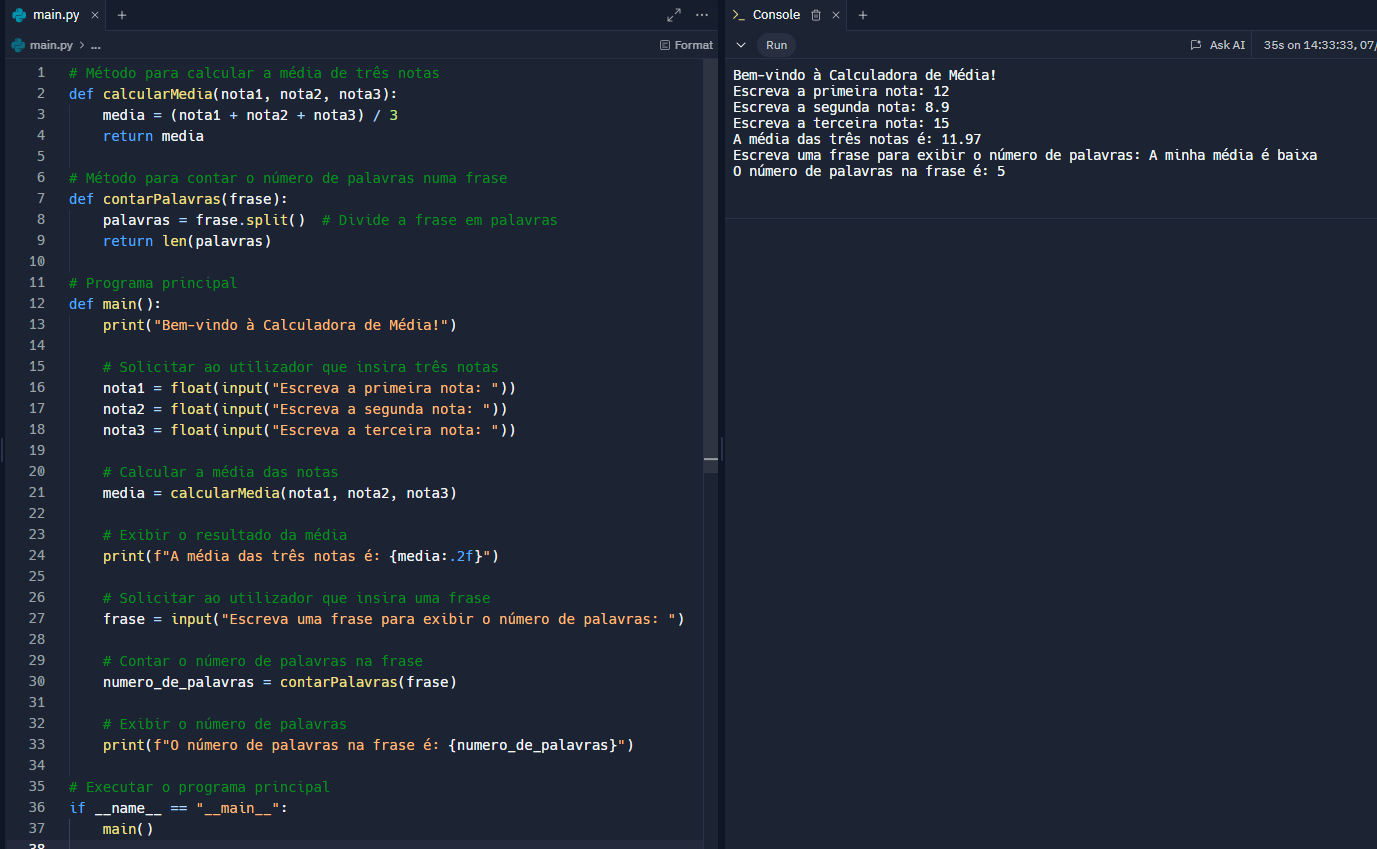 main.py × +
main.py > ...
Format
1 # Método para calcular a média de três notas
2 def calcularMedia(nota1, nota2, nota3):
3     media = (nota1 + nota2 + nota3) / 3
4     return media
5
6 # Método para contar o número de palavras numa frase
7 def contarPalavras(frase):
8     palavras = frase.split()  # Divide a frase em palavras
9     return len(palavras)
10
11 # Programa principal
12 def main():
13     print("Bem-vindo à Calculadora de Média!")
14
15     # Solicitar ao utilizador que insira três notas
16     nota1 = float(input("Escreva a primeira nota: "))
17     nota2 = float(input("Escreva a segunda nota: "))
18     nota3 = float(input("Escreva a terceira nota: "))
19
20     # Calcular a média das notas
21     media = calcularMedia(nota1, nota2, nota3)
22
23     # Exibir o resultado da média
24     print(f"A média das três notas é: {media:.2f}")
25
26     # Solicitar ao utilizador que insira uma frase
27     frase = input("Escreva uma frase para exibir o número de palavras: ")
28
29     # Contar o número de palavras na frase
30     numero_de_palavras = contarPalavras(frase)
31
32     # Exibir o número de palavras
33     print(f"O número de palavras na frase é: {numero_de_palavras}")
34
35 # Executar o programa principal
36 if __name__ == "__main__":
37     main()
38
>_ Console × +
Run
Ask AI
35s on 14:33:33, 07/
Bem-vindo à Calculadora de Média!
Escreva a primeira nota: 12
Escreva a segunda nota: 8.9
Escreva a terceira nota: 15
A média das três notas é: 11.97
Escreva uma frase para exibir o número de palavras: A minha média é baixa
O número de palavras na frase é: 5